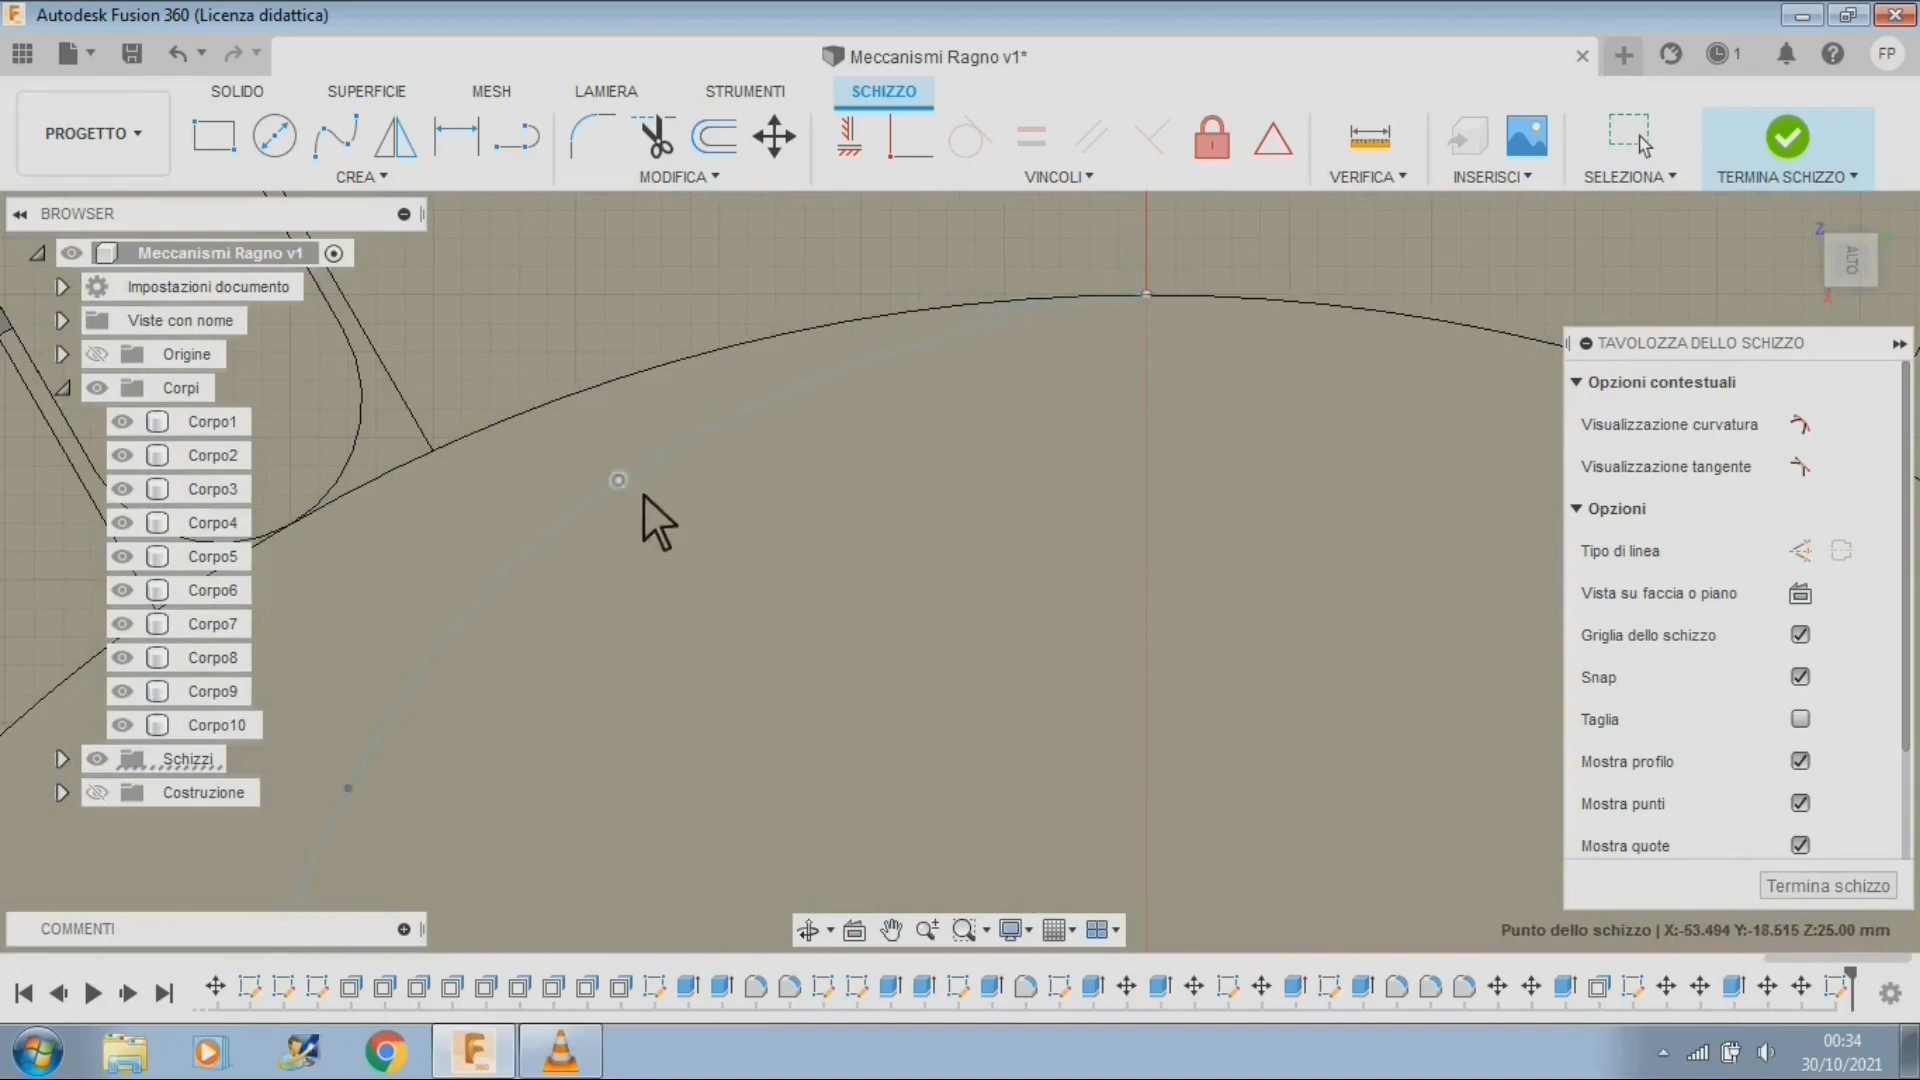 Autodesk Fusion 360 (Licenza didattica)
Meccanismi Ragno v1*
1
FP
SOLIDO
SUPERFICIE
MESH
LAMIERA
STRUMENTI
SCHIZZO
PROGETTO
CREA
MODIFICA
VINCOLI
VERIFICA
INSERISCI
SELEZIONA
TERMINA SCHIZZO
BROWSER
Meccanismi Ragno v1
Impostazioni documento
Viste con nome
Origine
Corpi
Corpo1
Corpo2
Corpo3
Corpo4
Corpo5
Corpo6
Corpo7
Corpo8
Corpo9
Corpo10
Schizzi
Costruzione
Z
ALTO
X
TAVOLOZZA DELLO SCHIZZO
Opzioni contestuali
Visualizzazione curvatura
Visualizzazione tangente
Opzioni
Tipo di linea
Vista su faccia o piano
Griglia dello schizzo
Snap
Taglia
Mostra profilo
Mostra punti
Mostra quote
Termina schizzo
COMMENTI
Punto dello schizzo | X:-53.494 Y:-18.515 Z:25.00 mm
F
360
00:34
30/10/2021